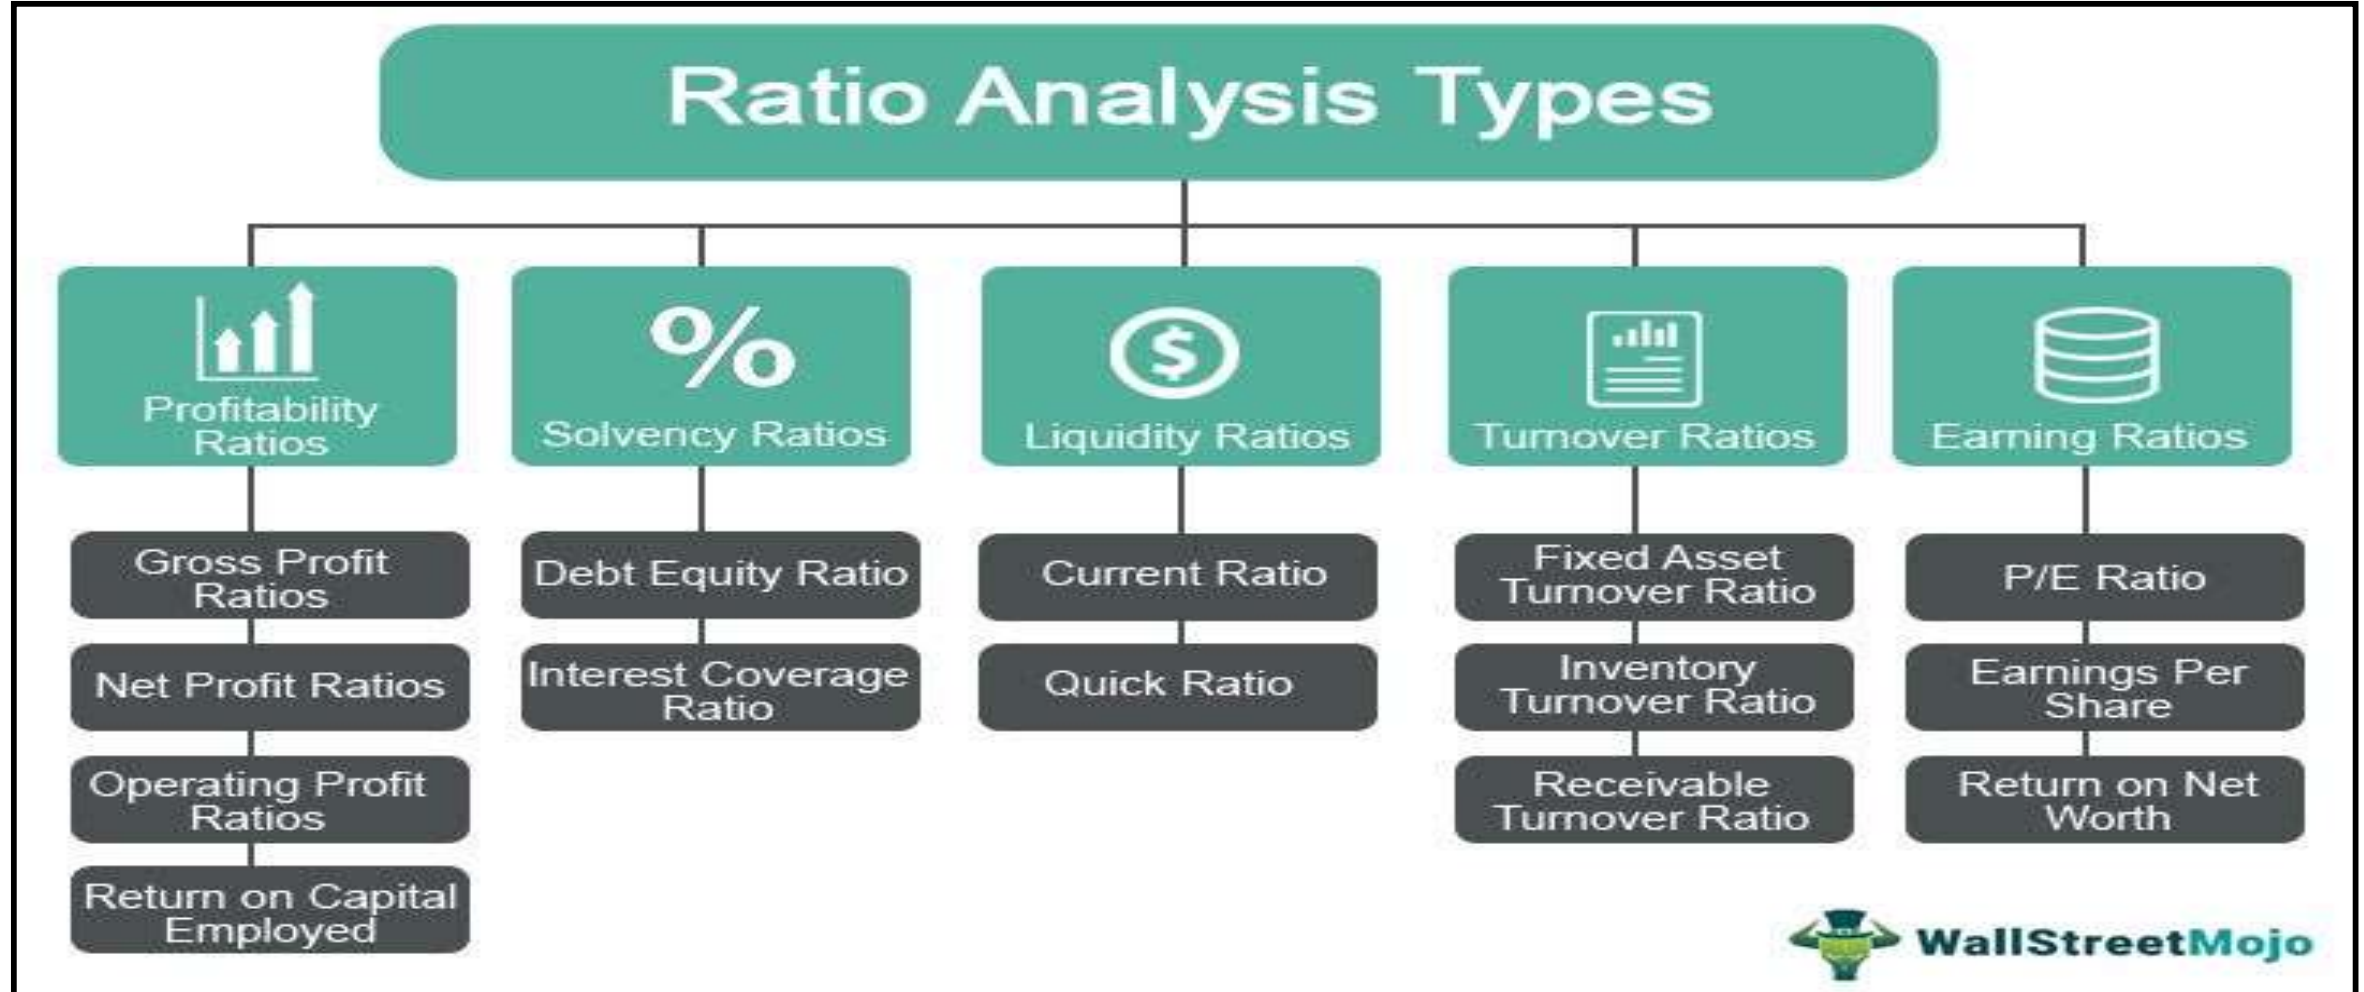 Ratio Analysis Types
Profitability
Ratios
%
Solvency Ratios
$
Liquidity Ratios
Turnover Ratios
Earning Ratios
Gross Profit
Ratios
Net Profit Ratios
Operating Profit
Ratios
Return on Capital
Employed
Debt Equity Ratio
Interest Coverage
Ratio
Current Ratio
Quick Ratio
Fixed Asset
Turnover Ratio
Inventory
Turnover Ratio
Receivable
Turnover Ratio
P/E Ratio
Earnings Per
Share
Return on Net
Worth
WallStreetMojo